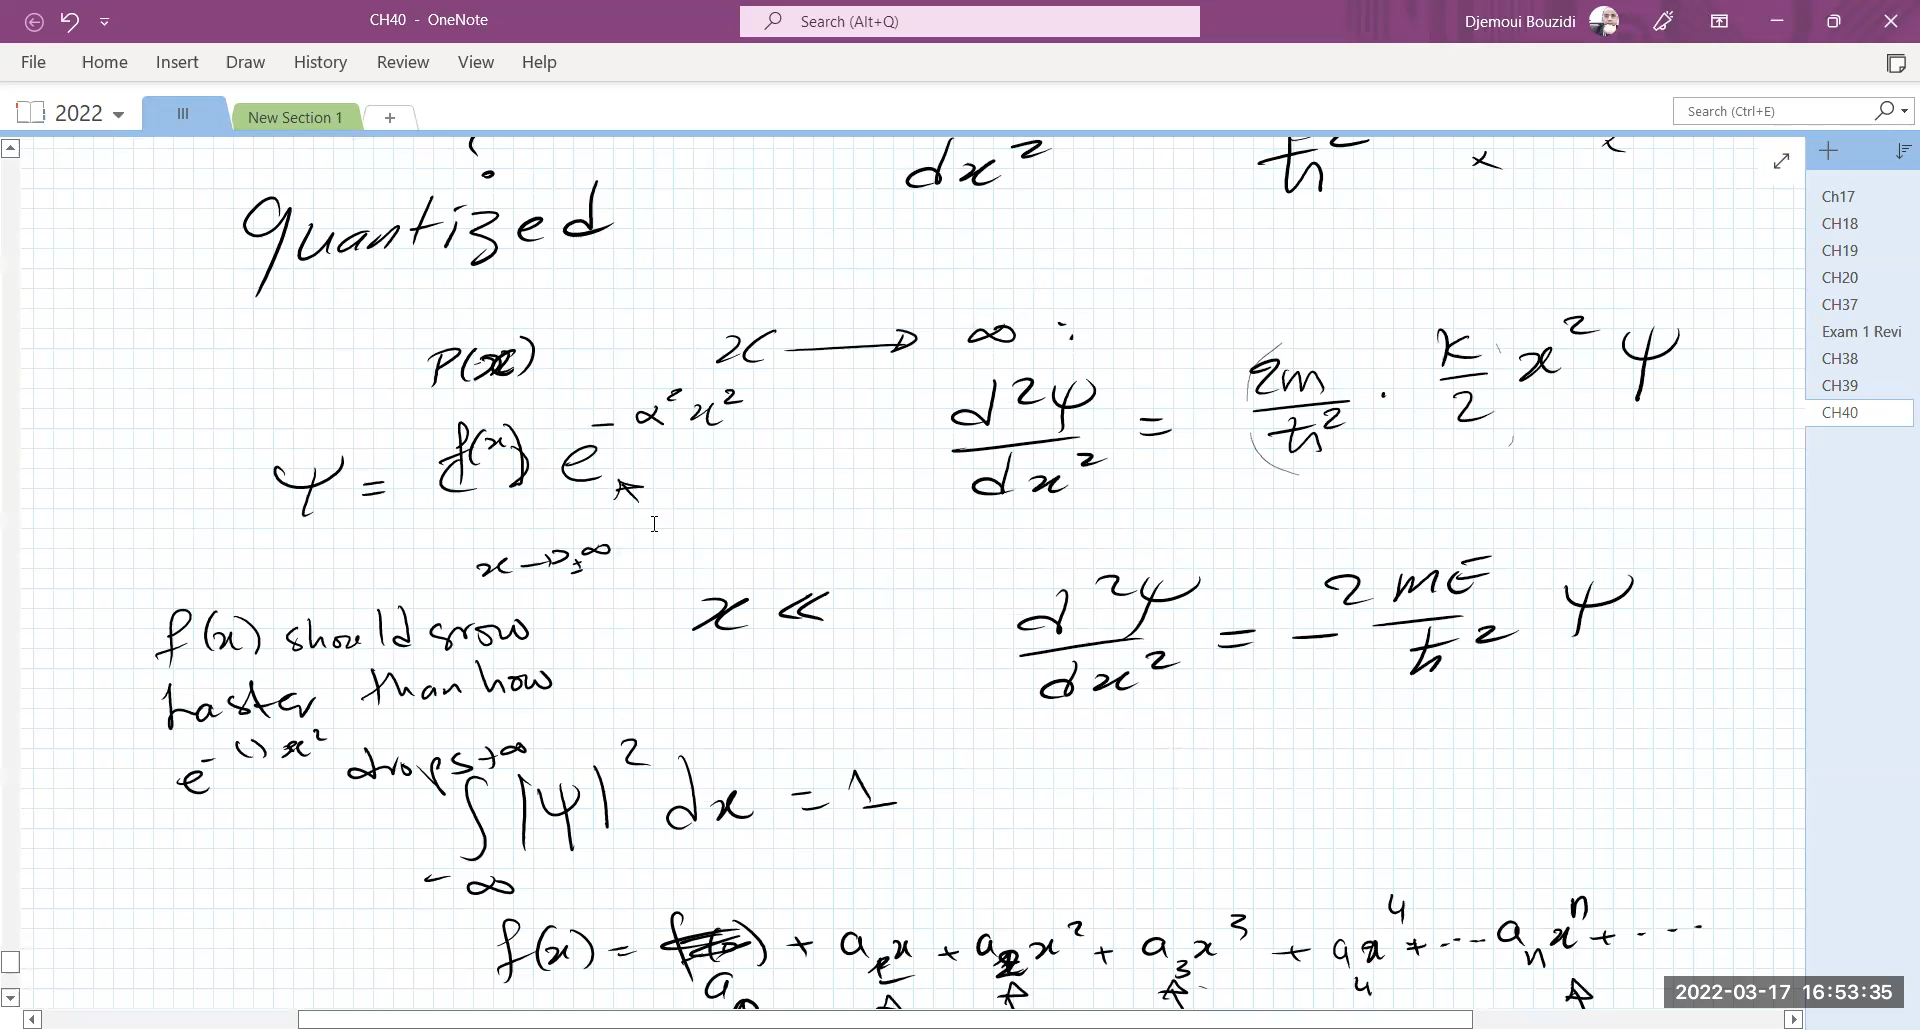 CH40 - OneNote
Search (Alt+Q)
Djemoui Bouzidi
File Home Insert Draw History Review View Help
2022
III
New Section 1
+
Search (Ctrl+E)
Ch17
CH18
CH19
CH20
CH37
Exam 1 Revi
CH38
CH39
CH40
dx²
ħ²
quantized
P(x)
x → ∞ :
d²ψ/dx² = 2m/ħ² · k/2 x² ψ
ψ = f(x) e^{-α²x²}
x → ±∞
x <<
d²ψ/dx² = - 2mE/ħ² ψ
f(x) should grow
faster than how
e^{-()x²} drops
∫_{-∞}^{+∞} |ψ|² dx = 1
f(x) = a₀ + a₁x + a₂x² + a₃x³ + a₄x⁴ + ... aₙxⁿ + ...
2022-03-17 16:53:35